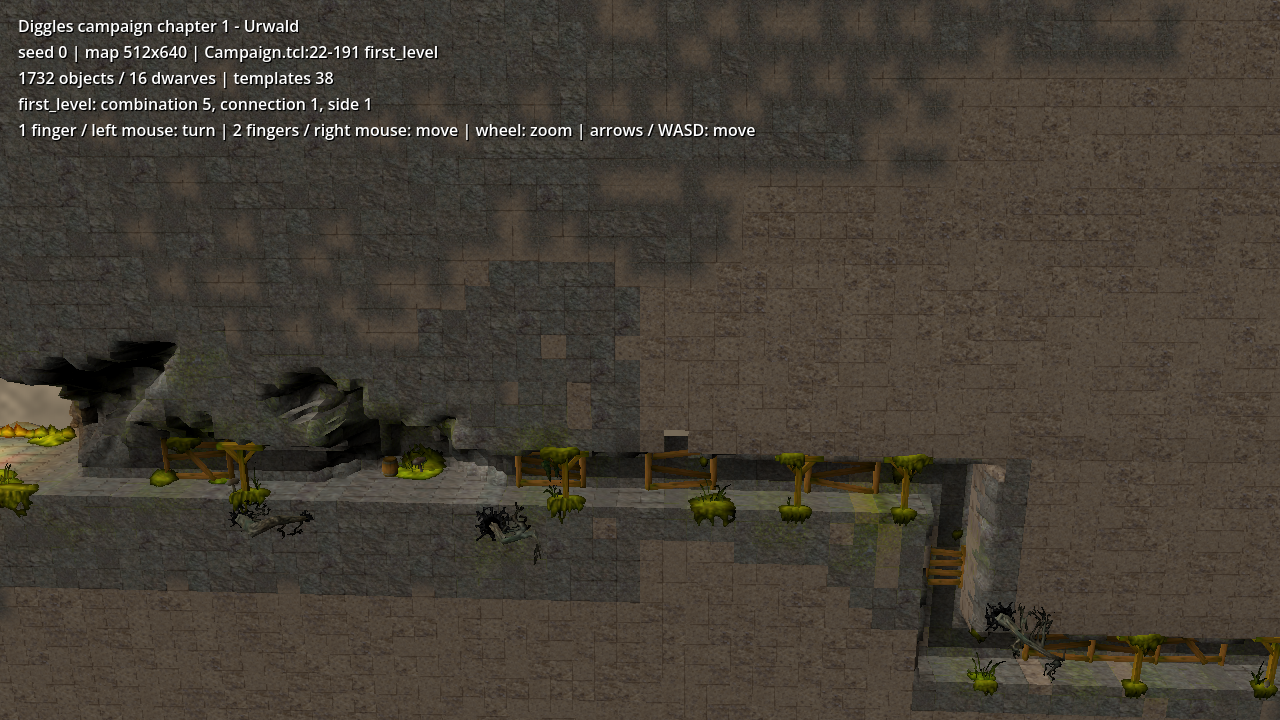 Diggles campaign chapter 1 - Urwald
seed 0 | map 512x640 | Campaign.tcl:22-191 first_level
1732 objects / 16 dwarves | templates 38
first_level: combination 5, connection 1, side 1
1 finger / left mouse: turn | 2 fingers / right mouse: move | wheel: zoom | arrows / WASD: move